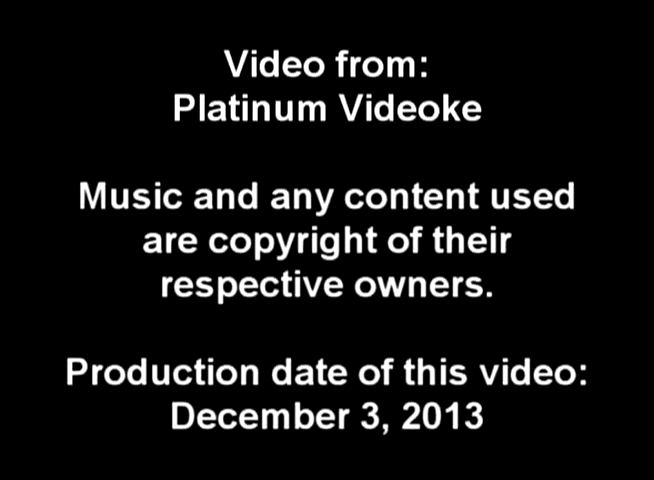 Video from:
Platinum Videoke
Music and any content used
are copyright of their
respective owners.
Production date of this video:
December 3, 2013